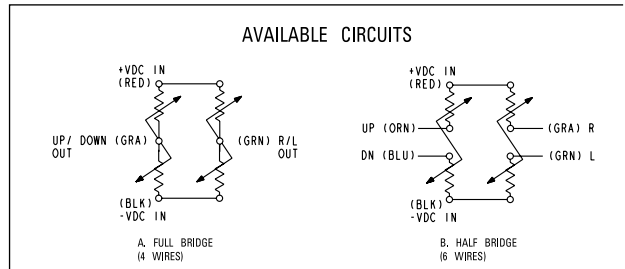 AVAILABLE CIRCUITS
+VDC IN
(RED)
UP/ DOWN (GRA)
OUT
(GRN) R/L
OUT
(BLK)
-VDC IN
A. FULL BRIDGE
(4 WIRES)
+VDC IN
(RED)
UP (ORN)
(GRA) R
DN (BLU)
(GRN) L
(BLK)
-VDC IN
B. HALF BRIDGE
(6 WIRES)